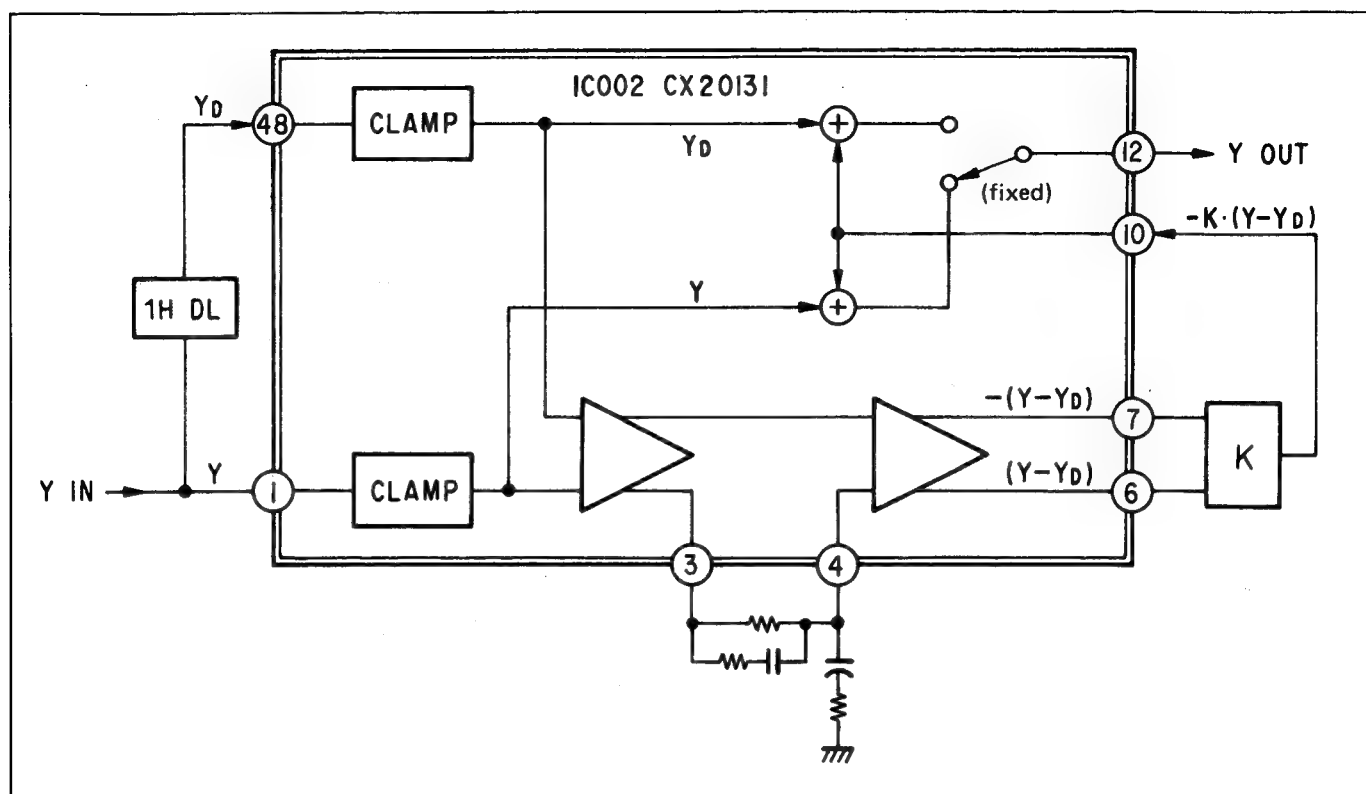 IC002 CX20131
YD
48
CLAMP
YD
+
12
Y OUT
(fixed)
-K·(Y-YD)
10
1H DL
Y
+
-(Y-YD)
7
K
Y IN
Y
1
CLAMP
(Y-YD)
6
3
4